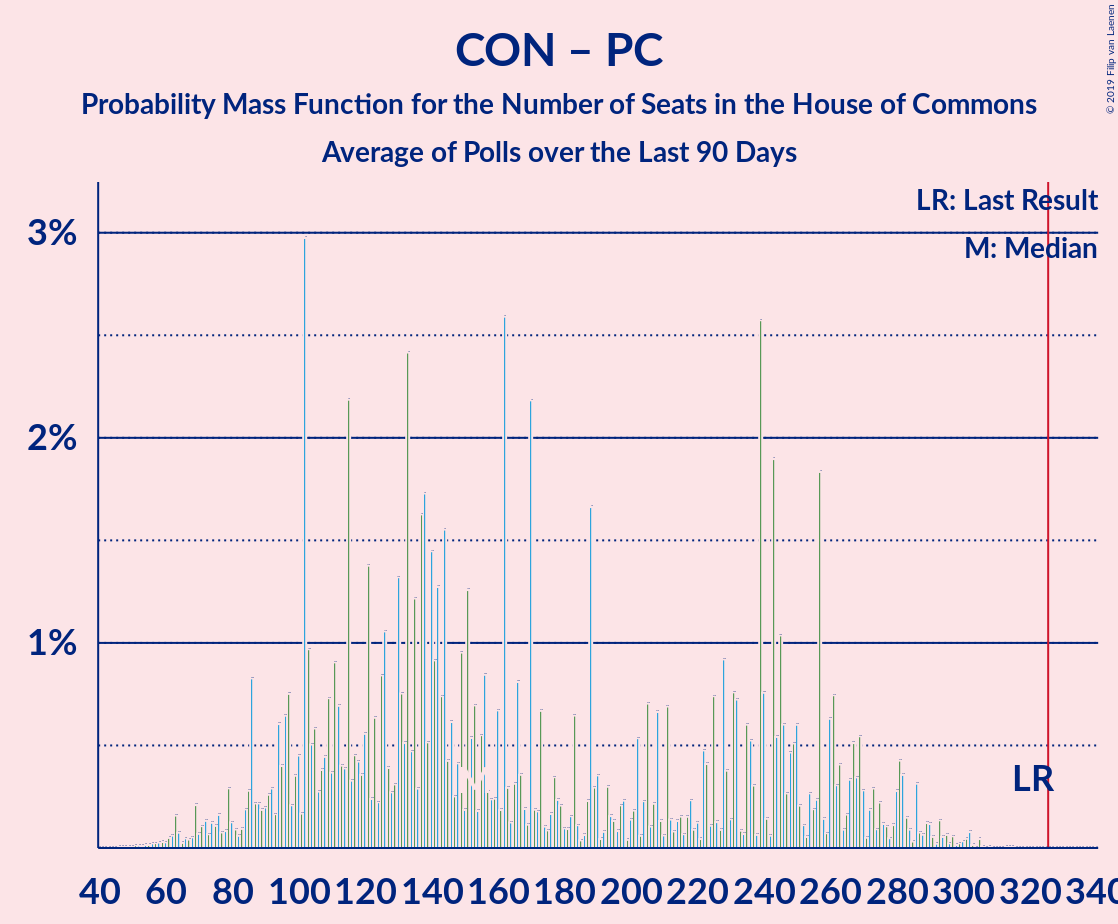 CON – PC
Probability Mass Function for the Number of Seats in the House of Commons
Average of Polls over the Last 90 Days
© 2019 Filip van Laenen
LR: Last Result
M: Median
3%
2%
1%
LR
40 60 80 100 120 140 160 180 200 220 240 260 280 300 320 340